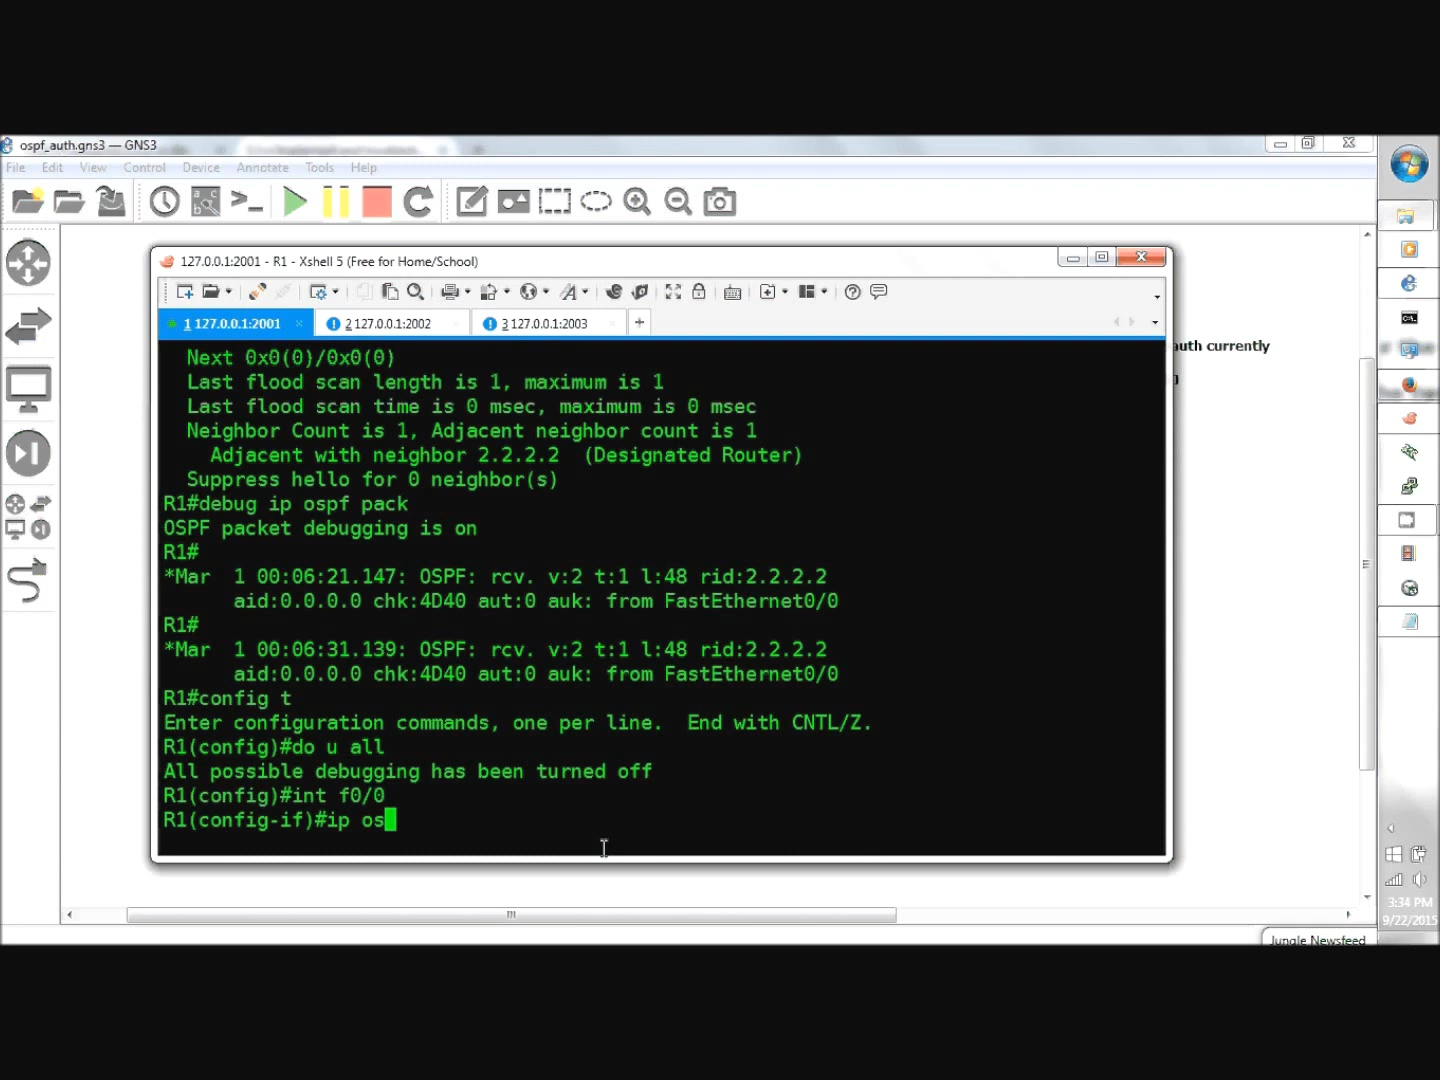 ospf_auth.gns3 — GNS3
File Edit View Control Device Annotate Tools Help
127.0.0.1:2001 - R1 - Xshell 5 (Free for Home/School)
1 127.0.0.1:2001
2 127.0.0.1:2002
3 127.0.0.1:2003
auth currently
Next 0x0(0)/0x0(0)
Last flood scan length is 1, maximum is 1
Last flood scan time is 0 msec, maximum is 0 msec
Neighbor Count is 1, Adjacent neighbor count is 1
Adjacent with neighbor 2.2.2.2 (Designated Router)
Suppress hello for 0 neighbor(s)
R1#debug ip ospf pack
OSPF packet debugging is on
R1#
*Mar 1 00:06:21.147: OSPF: rcv. v:2 t:1 l:48 rid:2.2.2.2
aid:0.0.0.0 chk:4D40 aut:0 auk: from FastEthernet0/0
R1#
*Mar 1 00:06:31.139: OSPF: rcv. v:2 t:1 l:48 rid:2.2.2.2
aid:0.0.0.0 chk:4D40 aut:0 auk: from FastEthernet0/0
R1#config t
Enter configuration commands, one per line. End with CNTL/Z.
R1(config)#do u all
All possible debugging has been turned off
R1(config)#int f0/0
R1(config-if)#ip os
3:34 PM
9/22/2015
Jungle Newsfeed